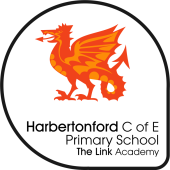 Harbertonford C of E
Primary School
The Link Academy